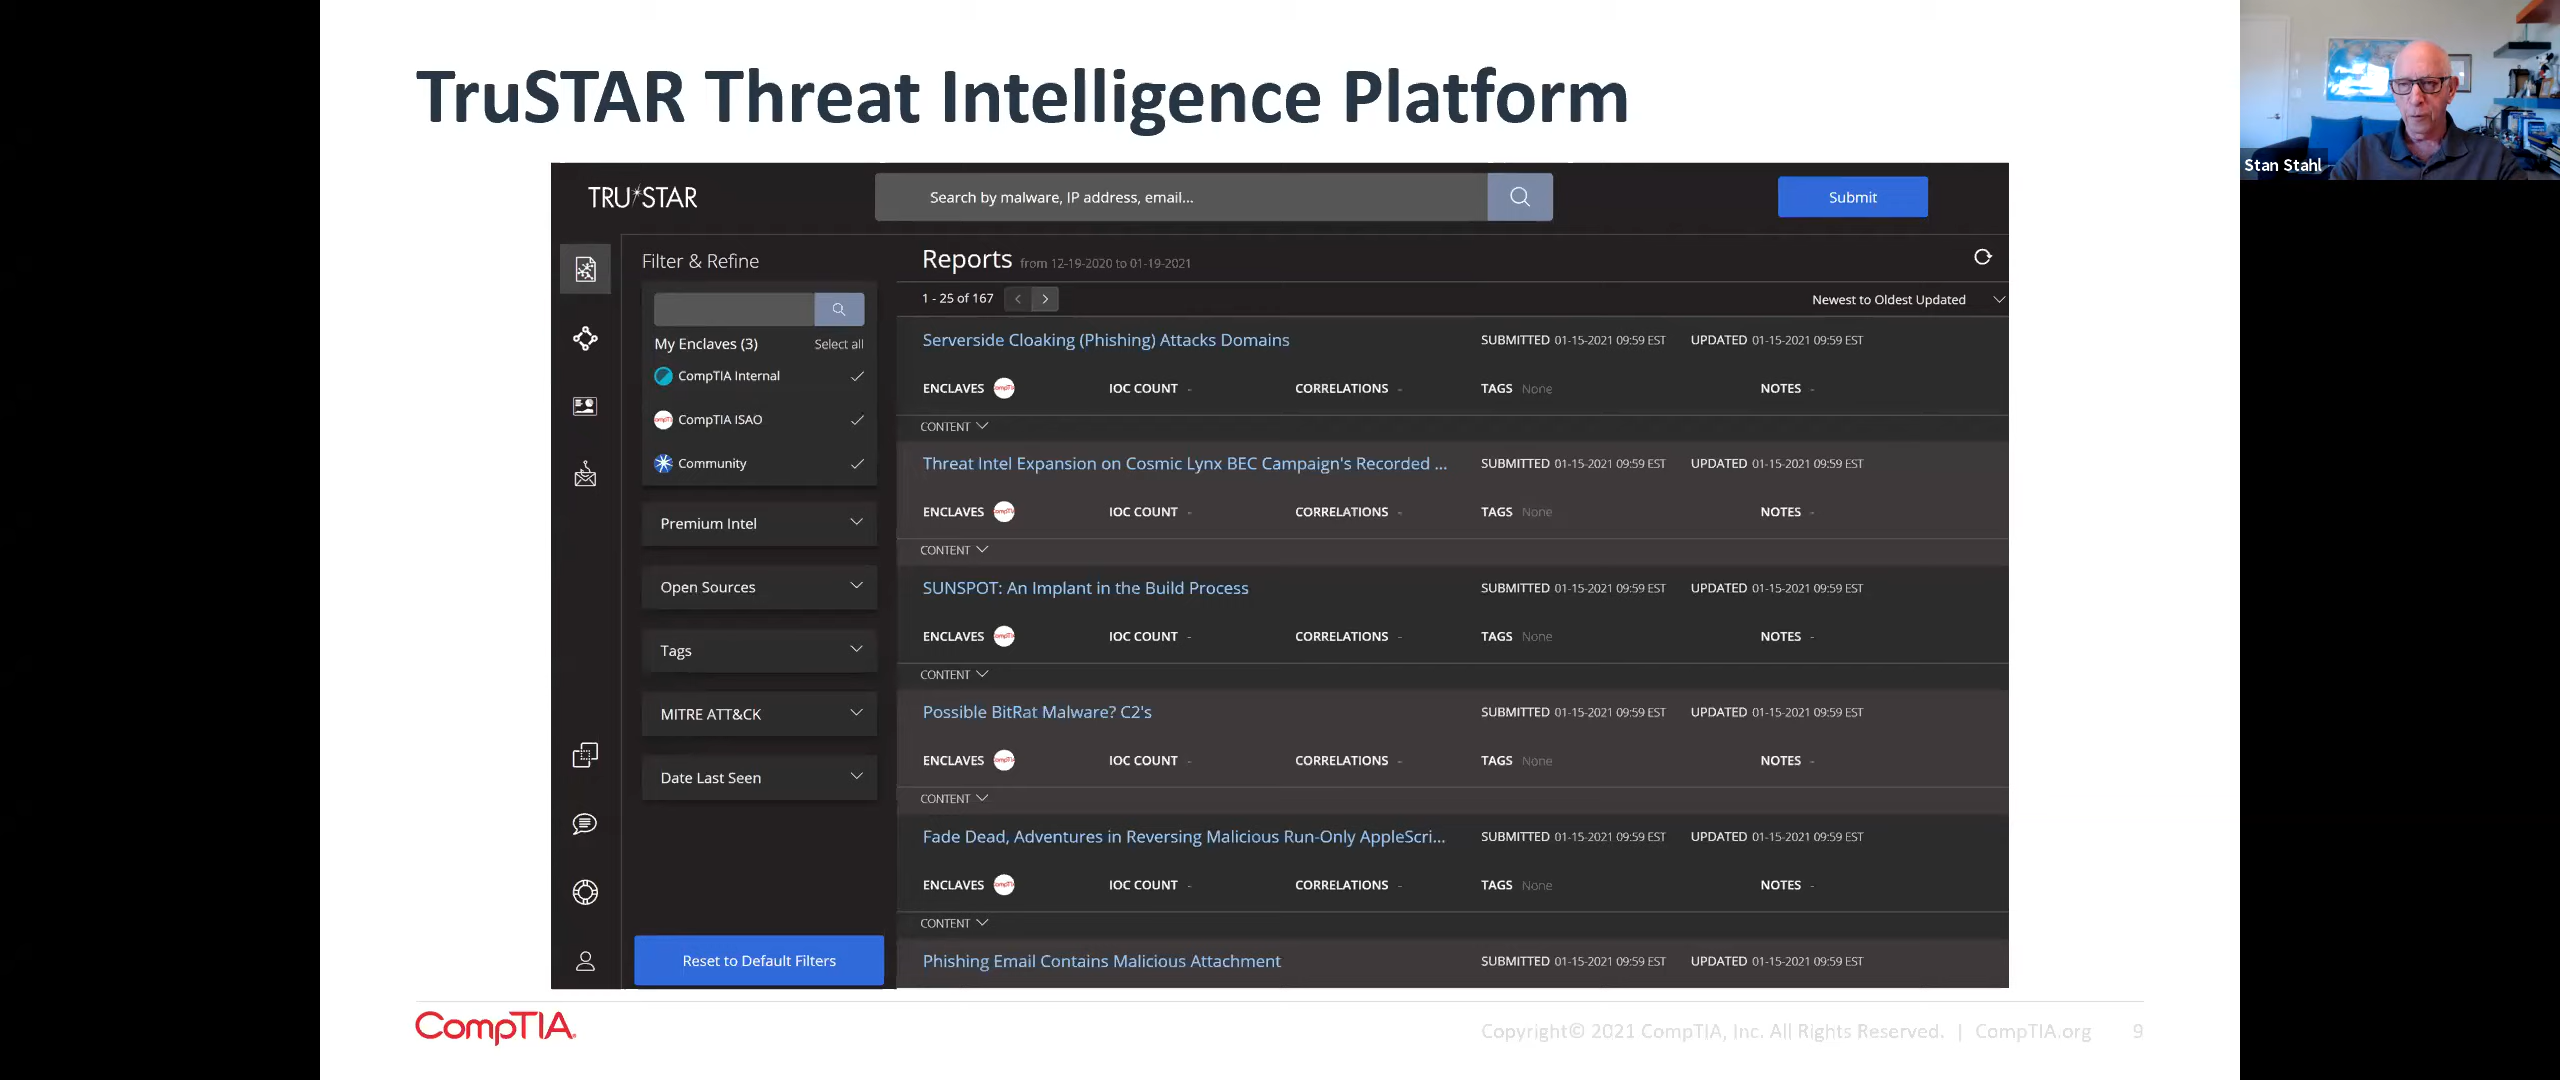 TruSTAR Threat Intelligence Platform
Stan Stahl
TRU STAR
Search by malware, IP address, email...
Submit
Filter & Refine
My Enclaves (3) Select all
CompTIA Internal
CompTIA ISAO
Community
Premium Intel
Open Sources
Tags
MITRE ATT&CK
Date Last Seen
Reset to Default Filters
Reports from 12-19-2020 to 01-19-2021
1 - 25 of 167
Newest to Oldest Updated
Serverside Cloaking (Phishing) Attacks Domains SUBMITTED 01-15-2021 09:59 EST UPDATED 01-15-2021 09:59 EST
ENCLAVES CompTIA IOC COUNT - CORRELATIONS - TAGS None NOTES -
CONTENT
Threat Intel Expansion on Cosmic Lynx BEC Campaign's Recorded ... SUBMITTED 01-15-2021 09:59 EST UPDATED 01-15-2021 09:59 EST
ENCLAVES CompTIA IOC COUNT - CORRELATIONS - TAGS None NOTES -
CONTENT
SUNSPOT: An Implant in the Build Process SUBMITTED 01-15-2021 09:59 EST UPDATED 01-15-2021 09:59 EST
ENCLAVES CompTIA IOC COUNT - CORRELATIONS - TAGS None NOTES -
CONTENT
Possible BitRat Malware? C2's SUBMITTED 01-15-2021 09:59 EST UPDATED 01-15-2021 09:59 EST
ENCLAVES CompTIA IOC COUNT - CORRELATIONS - TAGS None NOTES -
CONTENT
Fade Dead, Adventures in Reversing Malicious Run-Only AppleScri... SUBMITTED 01-15-2021 09:59 EST UPDATED 01-15-2021 09:59 EST
ENCLAVES CompTIA IOC COUNT - CORRELATIONS - TAGS None NOTES -
CONTENT
Phishing Email Contains Malicious Attachment SUBMITTED 01-15-2021 09:59 EST UPDATED 01-15-2021 09:59 EST
CompTIA.
Copyright© 2021 CompTIA, Inc. All Rights Reserved. | CompTIA.org 9